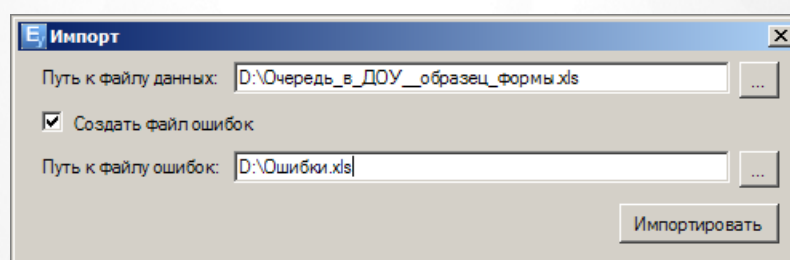 Импорт
Путь к файлу данных: D:\Очередь_в_ДОУ__образец_формы.xls ...
Создать файл ошибок
Путь к файлу ошибок: D:\Ошибки.xls ...
Импортировать